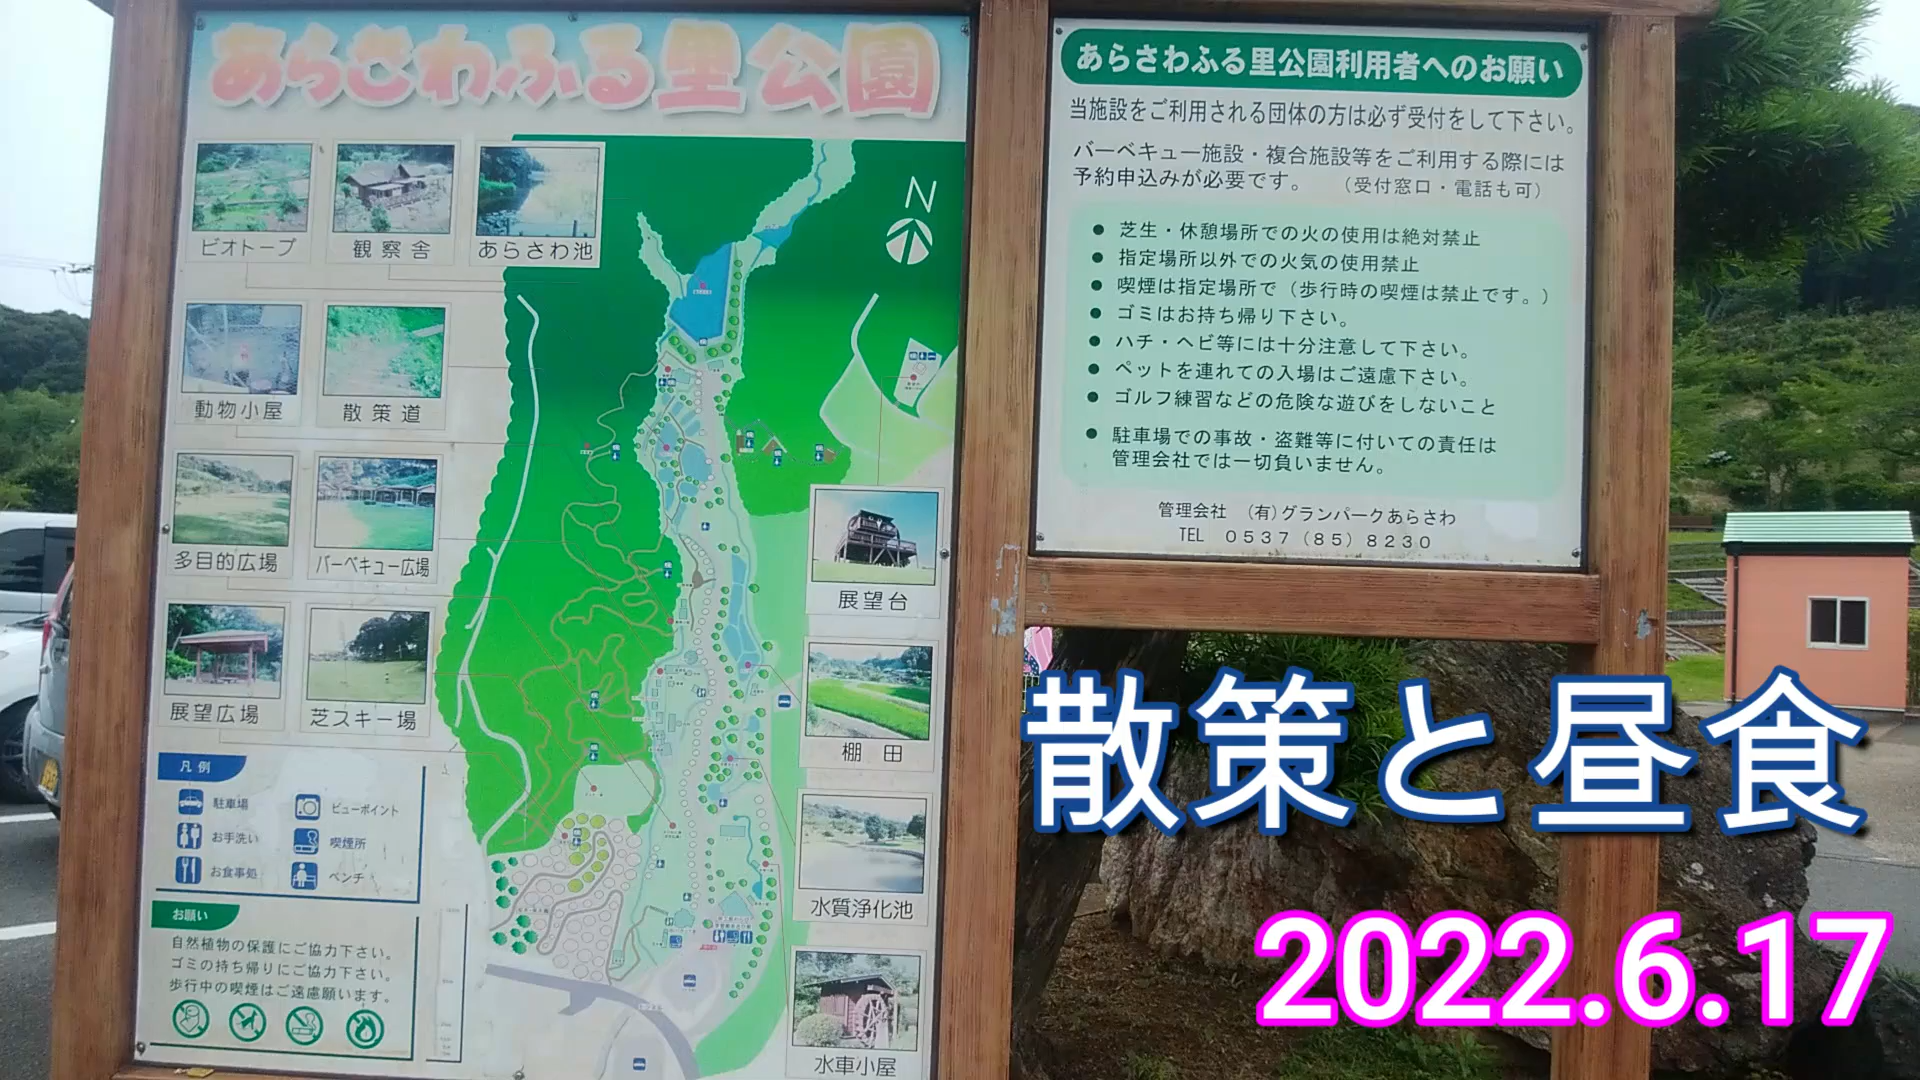 あらさわふる里公園
ビオトープ
観察舎
あらさわ池
動物小屋
散策道
多目的広場
バーベキュー広場
展望広場
芝スキー場
凡例
駐車場
ビューポイント
お手洗い
喫煙所
お食事処
ベンチ
お願い
自然植物の保護にご協力下さい。
ゴミの持ち帰りにご協力下さい。
歩行中の喫煙はご遠慮願います。
N
展望台
棚田
水質浄化池
水車小屋
あらさわふる里公園利用者へのお願い
当施設をご利用される団体の方は必ず受付をして下さい。
バーベキュー施設・複合施設等をご利用する際には
予約申込みが必要です。 (受付窓口・電話も可)
● 芝生・休憩場所での火の使用は絶対禁止
● 指定場所以外での火気の使用禁止
● 喫煙は指定場所で(歩行時の喫煙は禁止です。)
● ゴミはお持ち帰り下さい。
● ハチ・ヘビ等には十分注意して下さい。
● ペットを連れての入場はご遠慮下さい。
● ゴルフ練習などの危険な遊びをしないこと
● 駐車場での事故・盗難等に付いての責任は
管理会社では一切負いません。
管理会社 (有)グランパークあらさわ
TEL 0537(85)8230
散策と昼食
2022.6.17